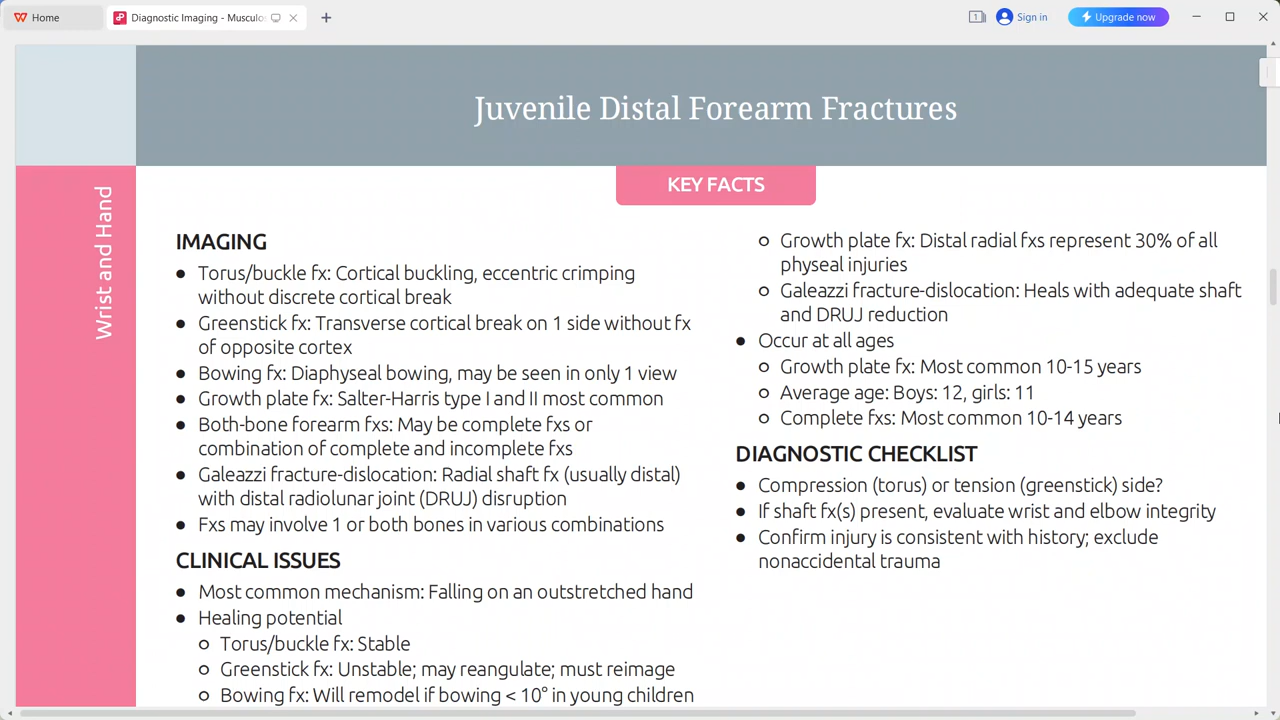 Home
Diagnostic Imaging - Musculos
1
Sign in
Upgrade now
Juvenile Distal Forearm Fractures
Wrist and Hand
KEY FACTS
IMAGING
• Torus/buckle fx: Cortical buckling, eccentric crimping
without discrete cortical break
• Greenstick fx: Transverse cortical break on 1 side without fx
of opposite cortex
• Bowing fx: Diaphyseal bowing, may be seen in only 1 view
• Growth plate fx: Salter-Harris type I and II most common
• Both-bone forearm fxs: May be complete fxs or
combination of complete and incomplete fxs
• Galeazzi fracture-dislocation: Radial shaft fx (usually distal)
with distal radiolunar joint (DRUJ) disruption
• Fxs may involve 1 or both bones in various combinations
CLINICAL ISSUES
• Most common mechanism: Falling on an outstretched hand
• Healing potential
○ Torus/buckle fx: Stable
○ Greenstick fx: Unstable; may reangulate; must reimage
○ Bowing fx: Will remodel if bowing < 10° in young children
○ Growth plate fx: Distal radial fxs represent 30% of all
physeal injuries
○ Galeazzi fracture-dislocation: Heals with adequate shaft
and DRUJ reduction
• Occur at all ages
○ Growth plate fx: Most common 10-15 years
○ Average age: Boys: 12, girls: 11
○ Complete fxs: Most common 10-14 years
DIAGNOSTIC CHECKLIST
• Compression (torus) or tension (greenstick) side?
• If shaft fx(s) present, evaluate wrist and elbow integrity
• Confirm injury is consistent with history; exclude
nonaccidental trauma